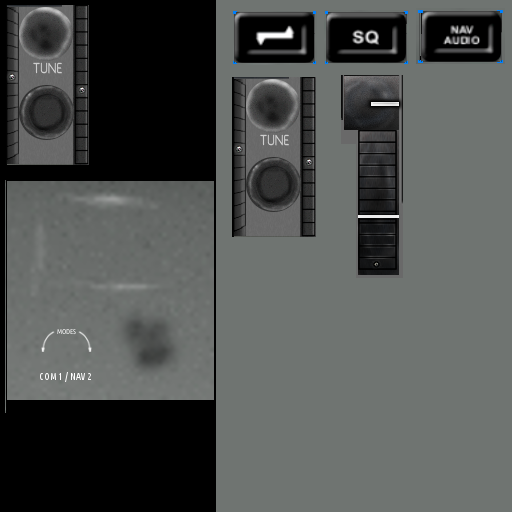 SQ
NAV
AUDIO
TUNE
TUNE
MODES
COM 1 / NAV 2